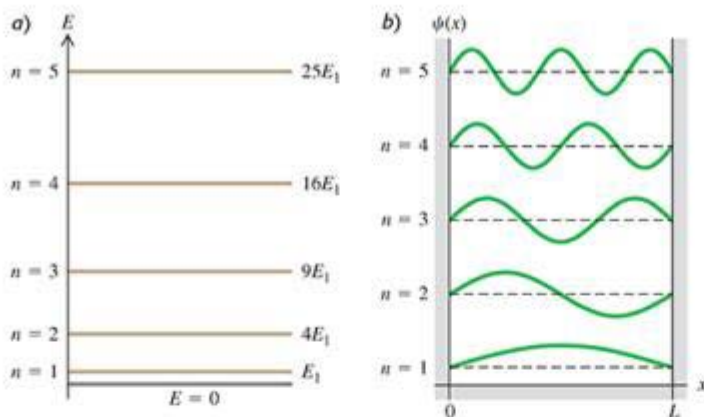 a) E
n = 5 25E₁
n = 4 16E₁
n = 3 9E₁
n = 2 4E₁
n = 1 E₁
E = 0
b) ψ(x)
n = 5
n = 4
n = 3
n = 2
n = 1
x
0 L